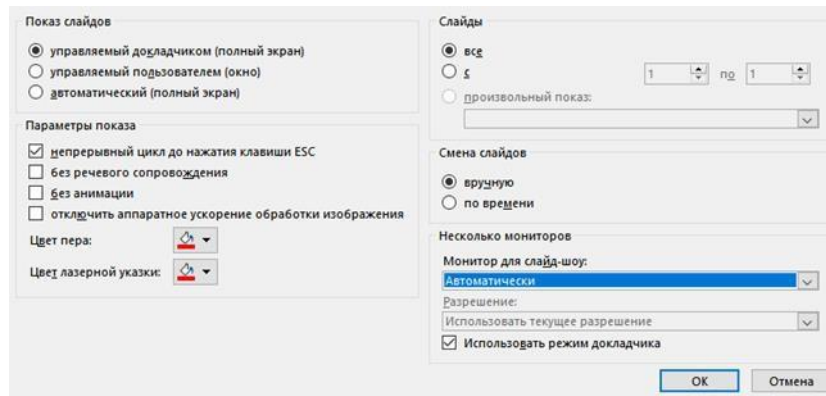 Показ слайдов
управляемый докладчиком (полный экран)
управляемый пользователем (окно)
автоматический (полный экран)
Параметры показа
непрерывный цикл до нажатия клавиши ESC
без речевого сопровождения
без анимации
отключить аппаратное ускорение обработки изображения
Цвет пера:
Цвет лазерной указки:
Слайды
все
с 1 по 1
произвольный показ:
Смена слайдов
вручную
по времени
Несколько мониторов
Монитор для слайд-шоу:
Автоматически
Разрешение:
Использовать текущее разрешение
Использовать режим докладчика
ОК Отмена